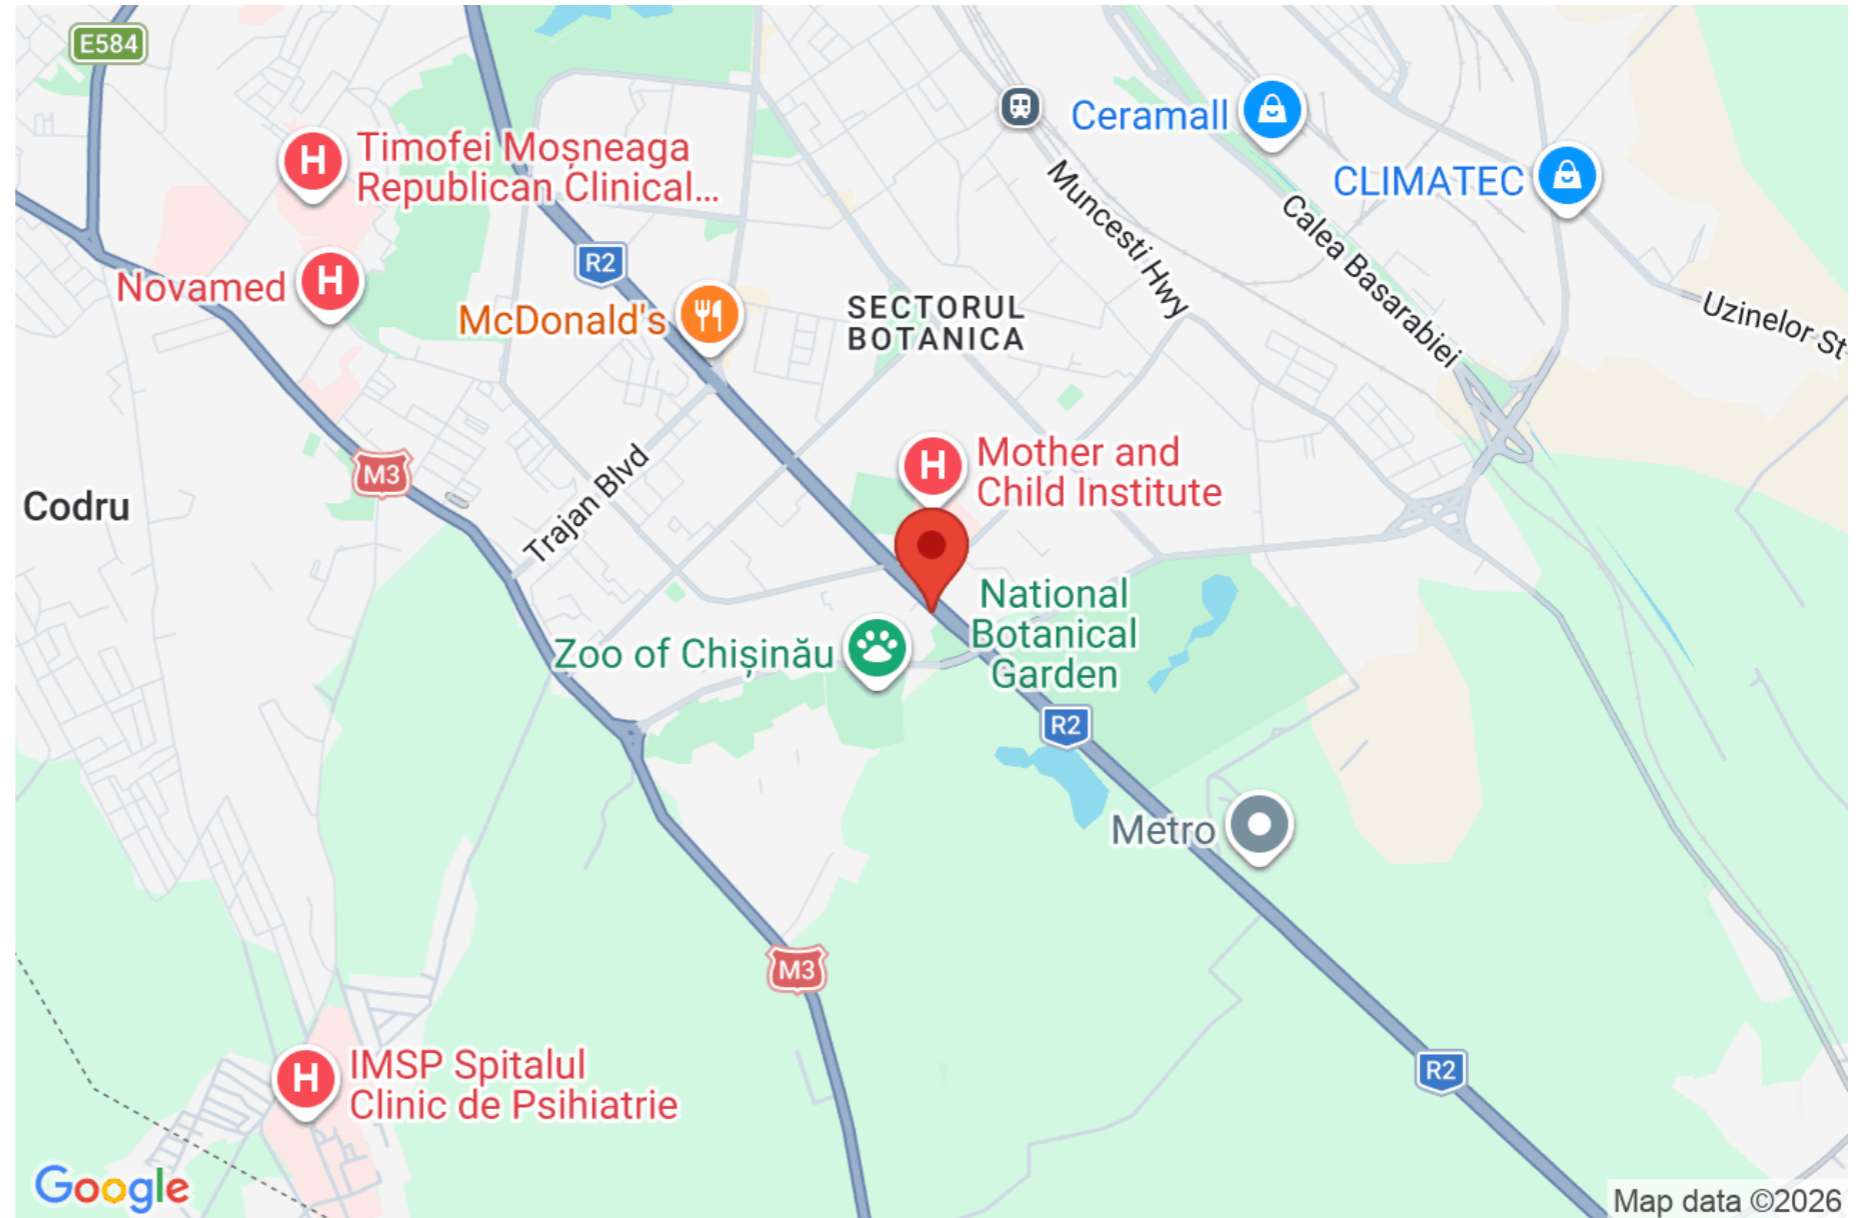 E584
Timofei Moșneaga
Republican Clinical...
Novamed
R2
McDonald's
SECTORUL
BOTANICA
Muncesti Hwy
Ceramall
CLIMATEC
Calea Basarabiei
Uzinelor St
M3
Codru
Trajan Blvd
Mother and
Child Institute
National
Botanical
Garden
Zoo of Chișinău
R2
Metro
M3
R2
IMSP Spitalul
Clinic de Psihiatrie
Google
Map data ©2026